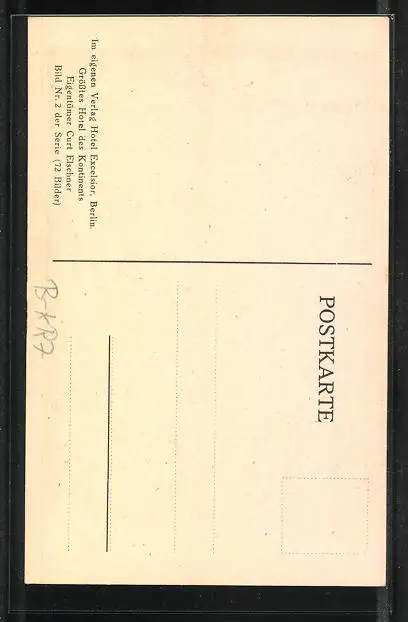 Im eigenen Verlag Hotel Excelsior, Berlin.
Größtes Hotel des Kontinents
Eigentümer Curt Elschner
Bild Nr. 2 der Serie (72 Bilder)
POSTKARTE